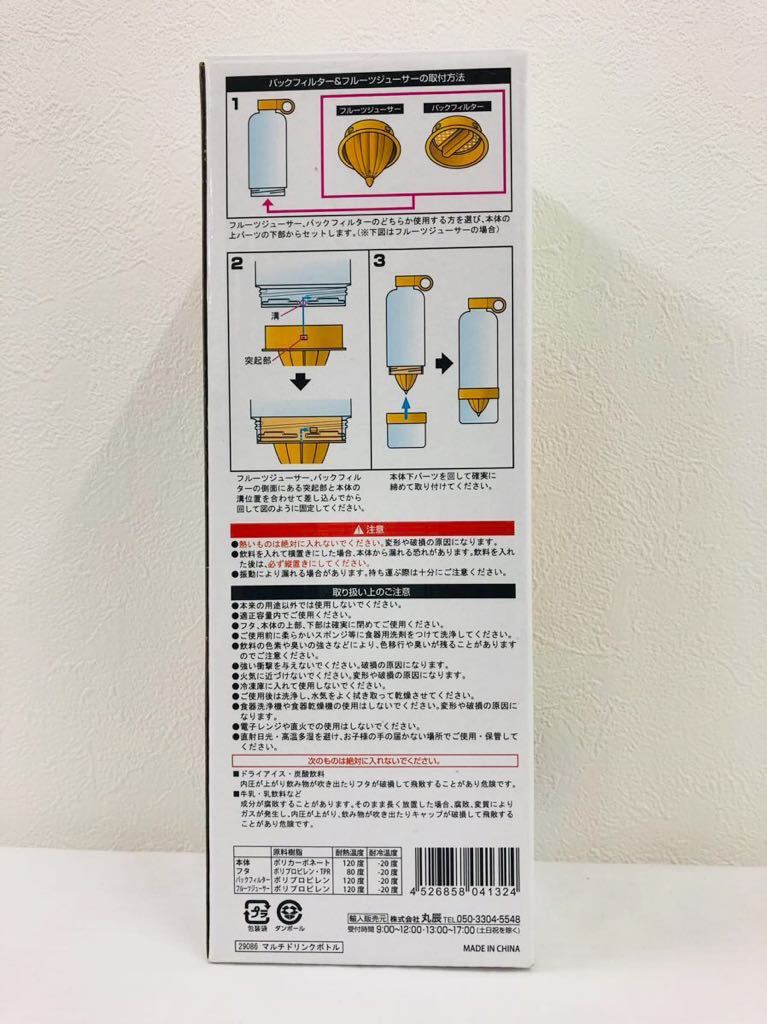 パックフィルター&フルーツジューサーの取付方法
1
フルーツジューサー
パックフィルター
フルーツジューサー、パックフィルターのどちらか使用する方を選び、本体の
上パーツの下部からセットします。(※下図はフルーツジューサーの場合)
2
溝
突起部
フルーツジューサー、パックフィル
ターの側面にある突起部と本体の
溝位置を合わせて差し込んでから
回して図のように固定してください。
3
本体下パーツを回して確実に
締めて取り付けてください。
注意
●熱いものは絶対に入れないでください。変形や破損の原因になります。
●飲料を入れて横置きにした場合、本体から漏れる恐れがあります。飲料を入れ
た後は、必ず縦置きにしてください。
●振動により漏れる場合があります。持ち運ぶ際は十分にご注意ください。
取り扱い上のご注意
●本来の用途以外では使用しないでください。
●適正容量内でご使用ください。
●フタ、本体の上部、下部は確実に閉めてご使用ください。
●ご使用前に柔らかいスポンジ等に食器用洗剤をつけて洗浄してください。
●飲料の色素や臭いの強さなどにより、色移行や臭いが残ることがあります
のでご注意ください。
●強い衝撃を与えないでください。破損の原因になります。
●火気に近づけないでください。変形や破損の原因になります。
●冷凍庫に入れて使用しないでください。
●ご使用後は洗浄し、水気をよく拭き取って乾燥させてください。
●食器洗浄機や食器乾燥機の使用はしないでください。変形や破損の原因に
なります。
●電子レンジや直火での使用はしないでください。
●直射日光・高温多湿を避け、お子様の手の届かない場所でご使用・保管して
ください。
次のものは絶対に入れないでください。
■ドライアイス・炭酸飲料
内圧が上がり飲み物が吹き出たりフタが破損して飛散することがあり危険です。
■牛乳・乳飲料など
成分が腐敗することがあります。そのまま長く放置した場合、腐敗、変質により
ガスが発生し、内圧が上がり、飲み物が吹き出たりキャップが破損して飛散する
ことがあり危険です。
原料樹脂 耐熱温度 耐冷温度
本体 ポリカーボネート 120度 -20度
フタ ポリプロピレン・TPR 80度 -20度
パックフィルター ポリプロピレン 120度 -20度
フルーツジューサー ポリプロピレン 120度 -20度
4 526858 041324
プラ
包装袋
ダンボール
輸入販売元 株式会社 丸辰 TEL 050-3304-5548
受付時間 9:00~12:00・13:00~17:00 (土日祝を除く)
29086 マルチドリンクボトル
MADE IN CHINA